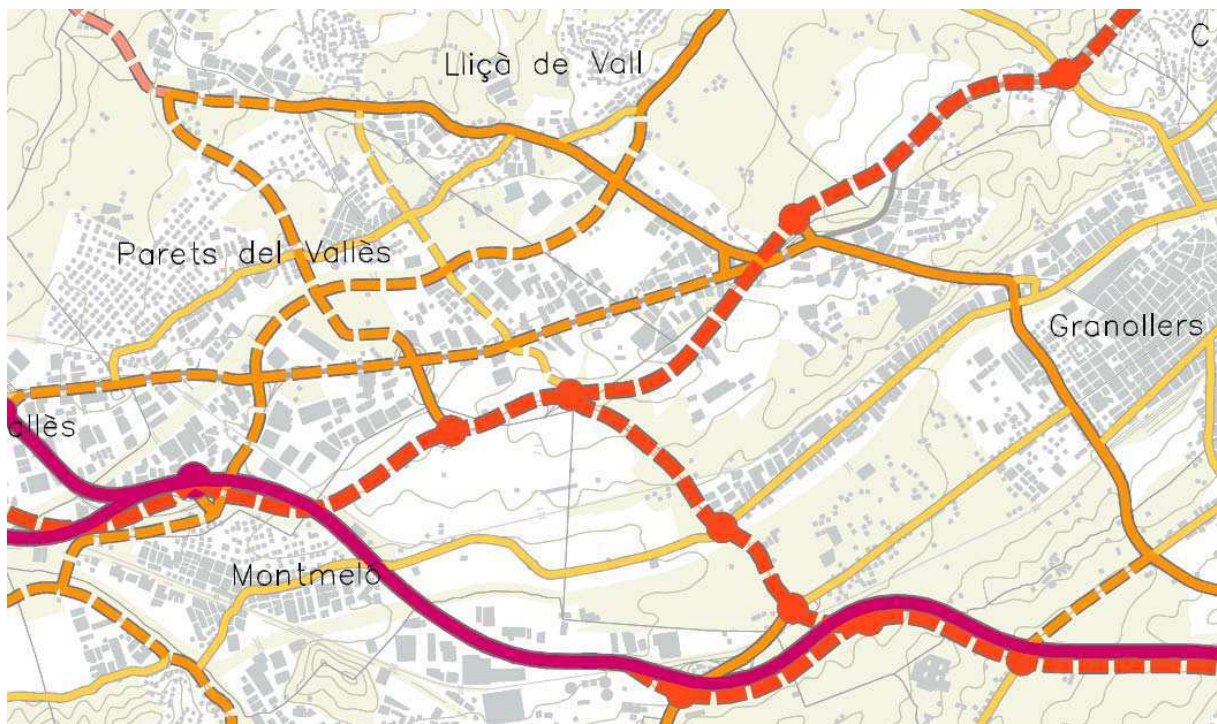 Lliçà de Vall
C
Parets del Vallès
Granollers
allès
Montmeló